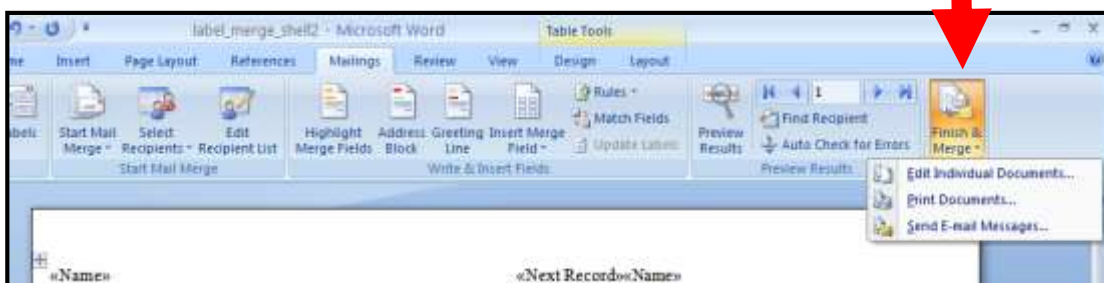 label_merge_shell2 - Microsoft Word Table Tools
Insert Page Layout References Mailings Review View Design Layout
Start Mail Merge Select Recipients Edit Recipient List Highlight Merge Fields Address Block Greeting Line Insert Merge Field Rules Match Fields Update Labels Preview Results 1 Find Recipient Auto Check for Errors Finish & Merge
Start Mail Merge Write & Insert Fields Preview Results
Edit Individual Documents...
Print Documents...
Send E-mail Messages...
«Name» «Next Record»«Name»